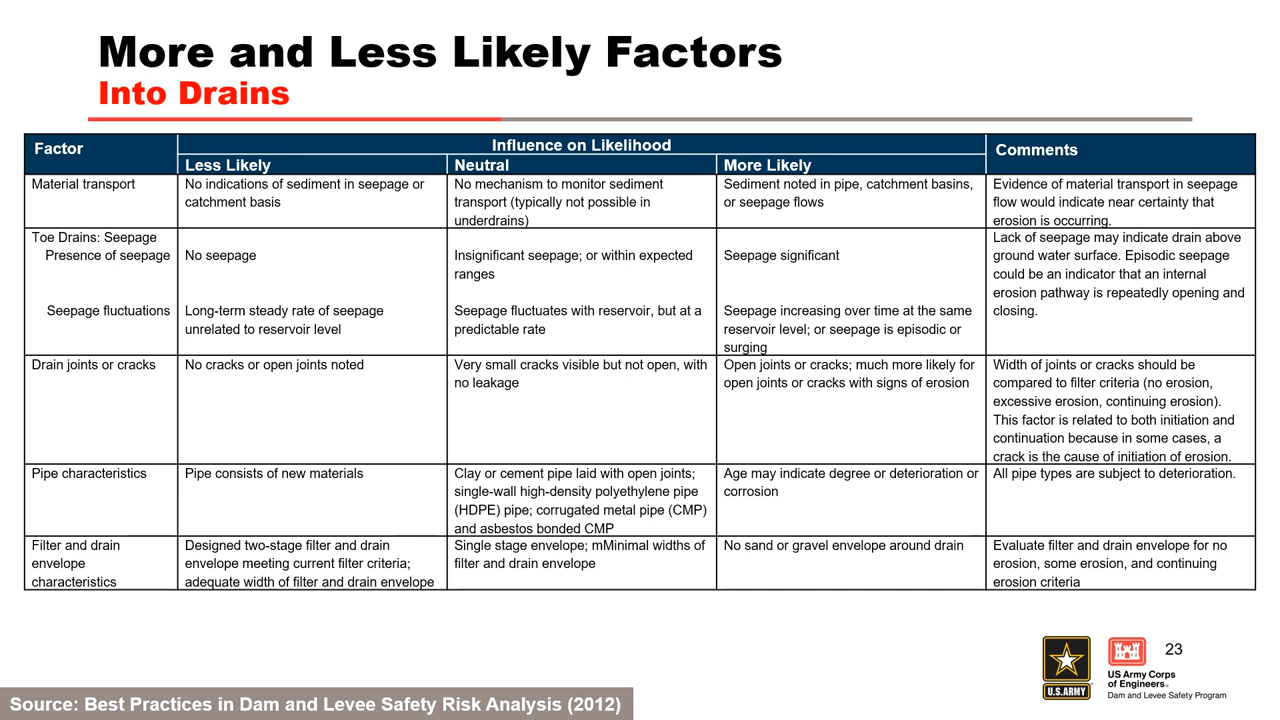 More and Less Likely Factors
Into Drains
Factor
Influence on Likelihood
Comments
Less Likely
Neutral
More Likely
Material transport
No indications of sediment in seepage or
catchment basis
No mechanism to monitor sediment
transport (typically not possible in
underdrains)
Sediment noted in pipe, catchment basins,
or seepage flows
Evidence of material transport in seepage
flow would indicate near certainty that
erosion is occurring.
Toe Drains: Seepage
Presence of seepage
No seepage
Insignificant seepage; or within expected
ranges
Seepage significant
Lack of seepage may indicate drain above
ground water surface. Episodic seepage
could be an indicator that an internal
erosion pathway is repeatedly opening and
closing.
Seepage fluctuations
Long-term steady rate of seepage
unrelated to reservoir level
Seepage fluctuates with reservoir, but at a
predictable rate
Seepage increasing over time at the same
reservoir level; or seepage is episodic or
surging
Drain joints or cracks
No cracks or open joints noted
Very small cracks visible but not open, with
no leakage
Open joints or cracks; much more likely for
open joints or cracks with signs of erosion
Width of joints or cracks should be
compared to filter criteria (no erosion,
excessive erosion, continuing erosion).
This factor is related to both initiation and
continuation because in some cases, a
crack is the cause of initiation of erosion.
Pipe characteristics
Pipe consists of new materials
Clay or cement pipe laid with open joints;
single-wall high-density polyethylene pipe
(HDPE) pipe; corrugated metal pipe (CMP)
and asbestos bonded CMP
Age may indicate degree or deterioration or
corrosion
All pipe types are subject to deterioration.
Filter and drain
envelope
characteristics
Designed two-stage filter and drain
envelope meeting current filter criteria;
adequate width of filter and drain envelope
Single stage envelope; mMinimal widths of
filter and drain envelope
No sand or gravel envelope around drain
Evaluate filter and drain envelope for no
erosion, some erosion, and continuing
erosion criteria
23
U.S.ARMY
US Army Corps
of Engineers®
Dam and Levee Safety Program
Source: Best Practices in Dam and Levee Safety Risk Analysis (2012)